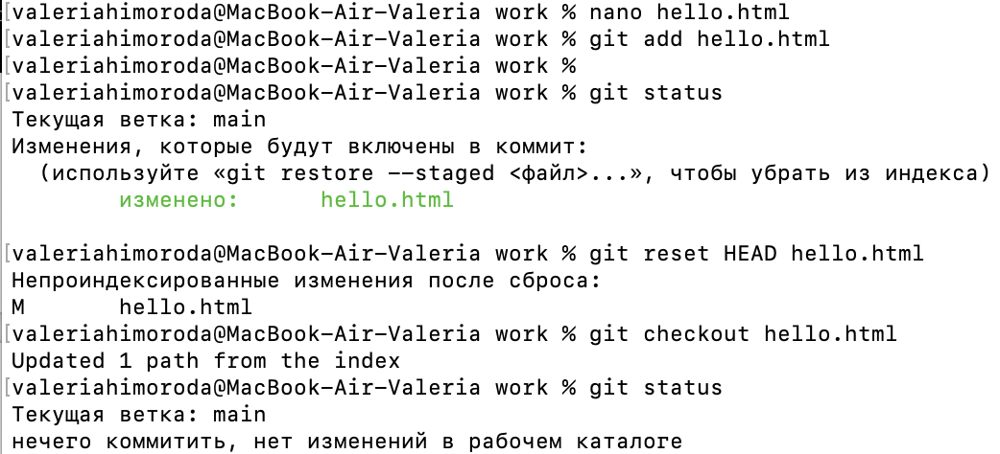 [valeriahimoroda@MacBook-Air-Valeria work % nano hello.html
[valeriahimoroda@MacBook-Air-Valeria work % git add hello.html
[valeriahimoroda@MacBook-Air-Valeria work %
[valeriahimoroda@MacBook-Air-Valeria work % git status
Текущая ветка: main
Изменения, которые будут включены в коммит:
  (используйте «git restore --staged <файл>...», чтобы убрать из индекса)
        изменено:      hello.html

[valeriahimoroda@MacBook-Air-Valeria work % git reset HEAD hello.html
Непроиндексированные изменения после сброса:
M       hello.html
[valeriahimoroda@MacBook-Air-Valeria work % git checkout hello.html
Updated 1 path from the index
[valeriahimoroda@MacBook-Air-Valeria work % git status
Текущая ветка: main
нечего коммитить, нет изменений в рабочем каталоге